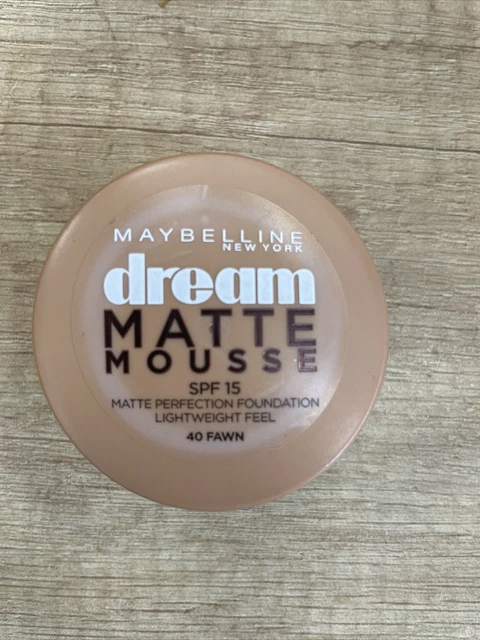 MAYBELLINE
NEW YORK
dream
MATTE
MOUSSE
SPF 15
MATTE PERFECTION FOUNDATION
LIGHTWEIGHT FEEL
40 FAWN